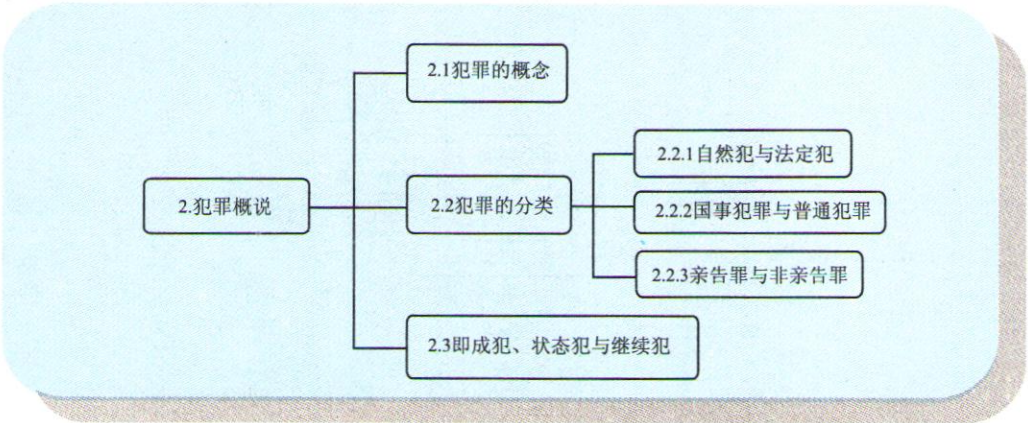 2.犯罪概说
2.1犯罪的概念
2.2犯罪的分类
2.2.1自然犯与法定犯
2.2.2国事犯罪与普通犯罪
2.2.3亲告罪与非亲告罪
2.3即成犯、状态犯与继续犯